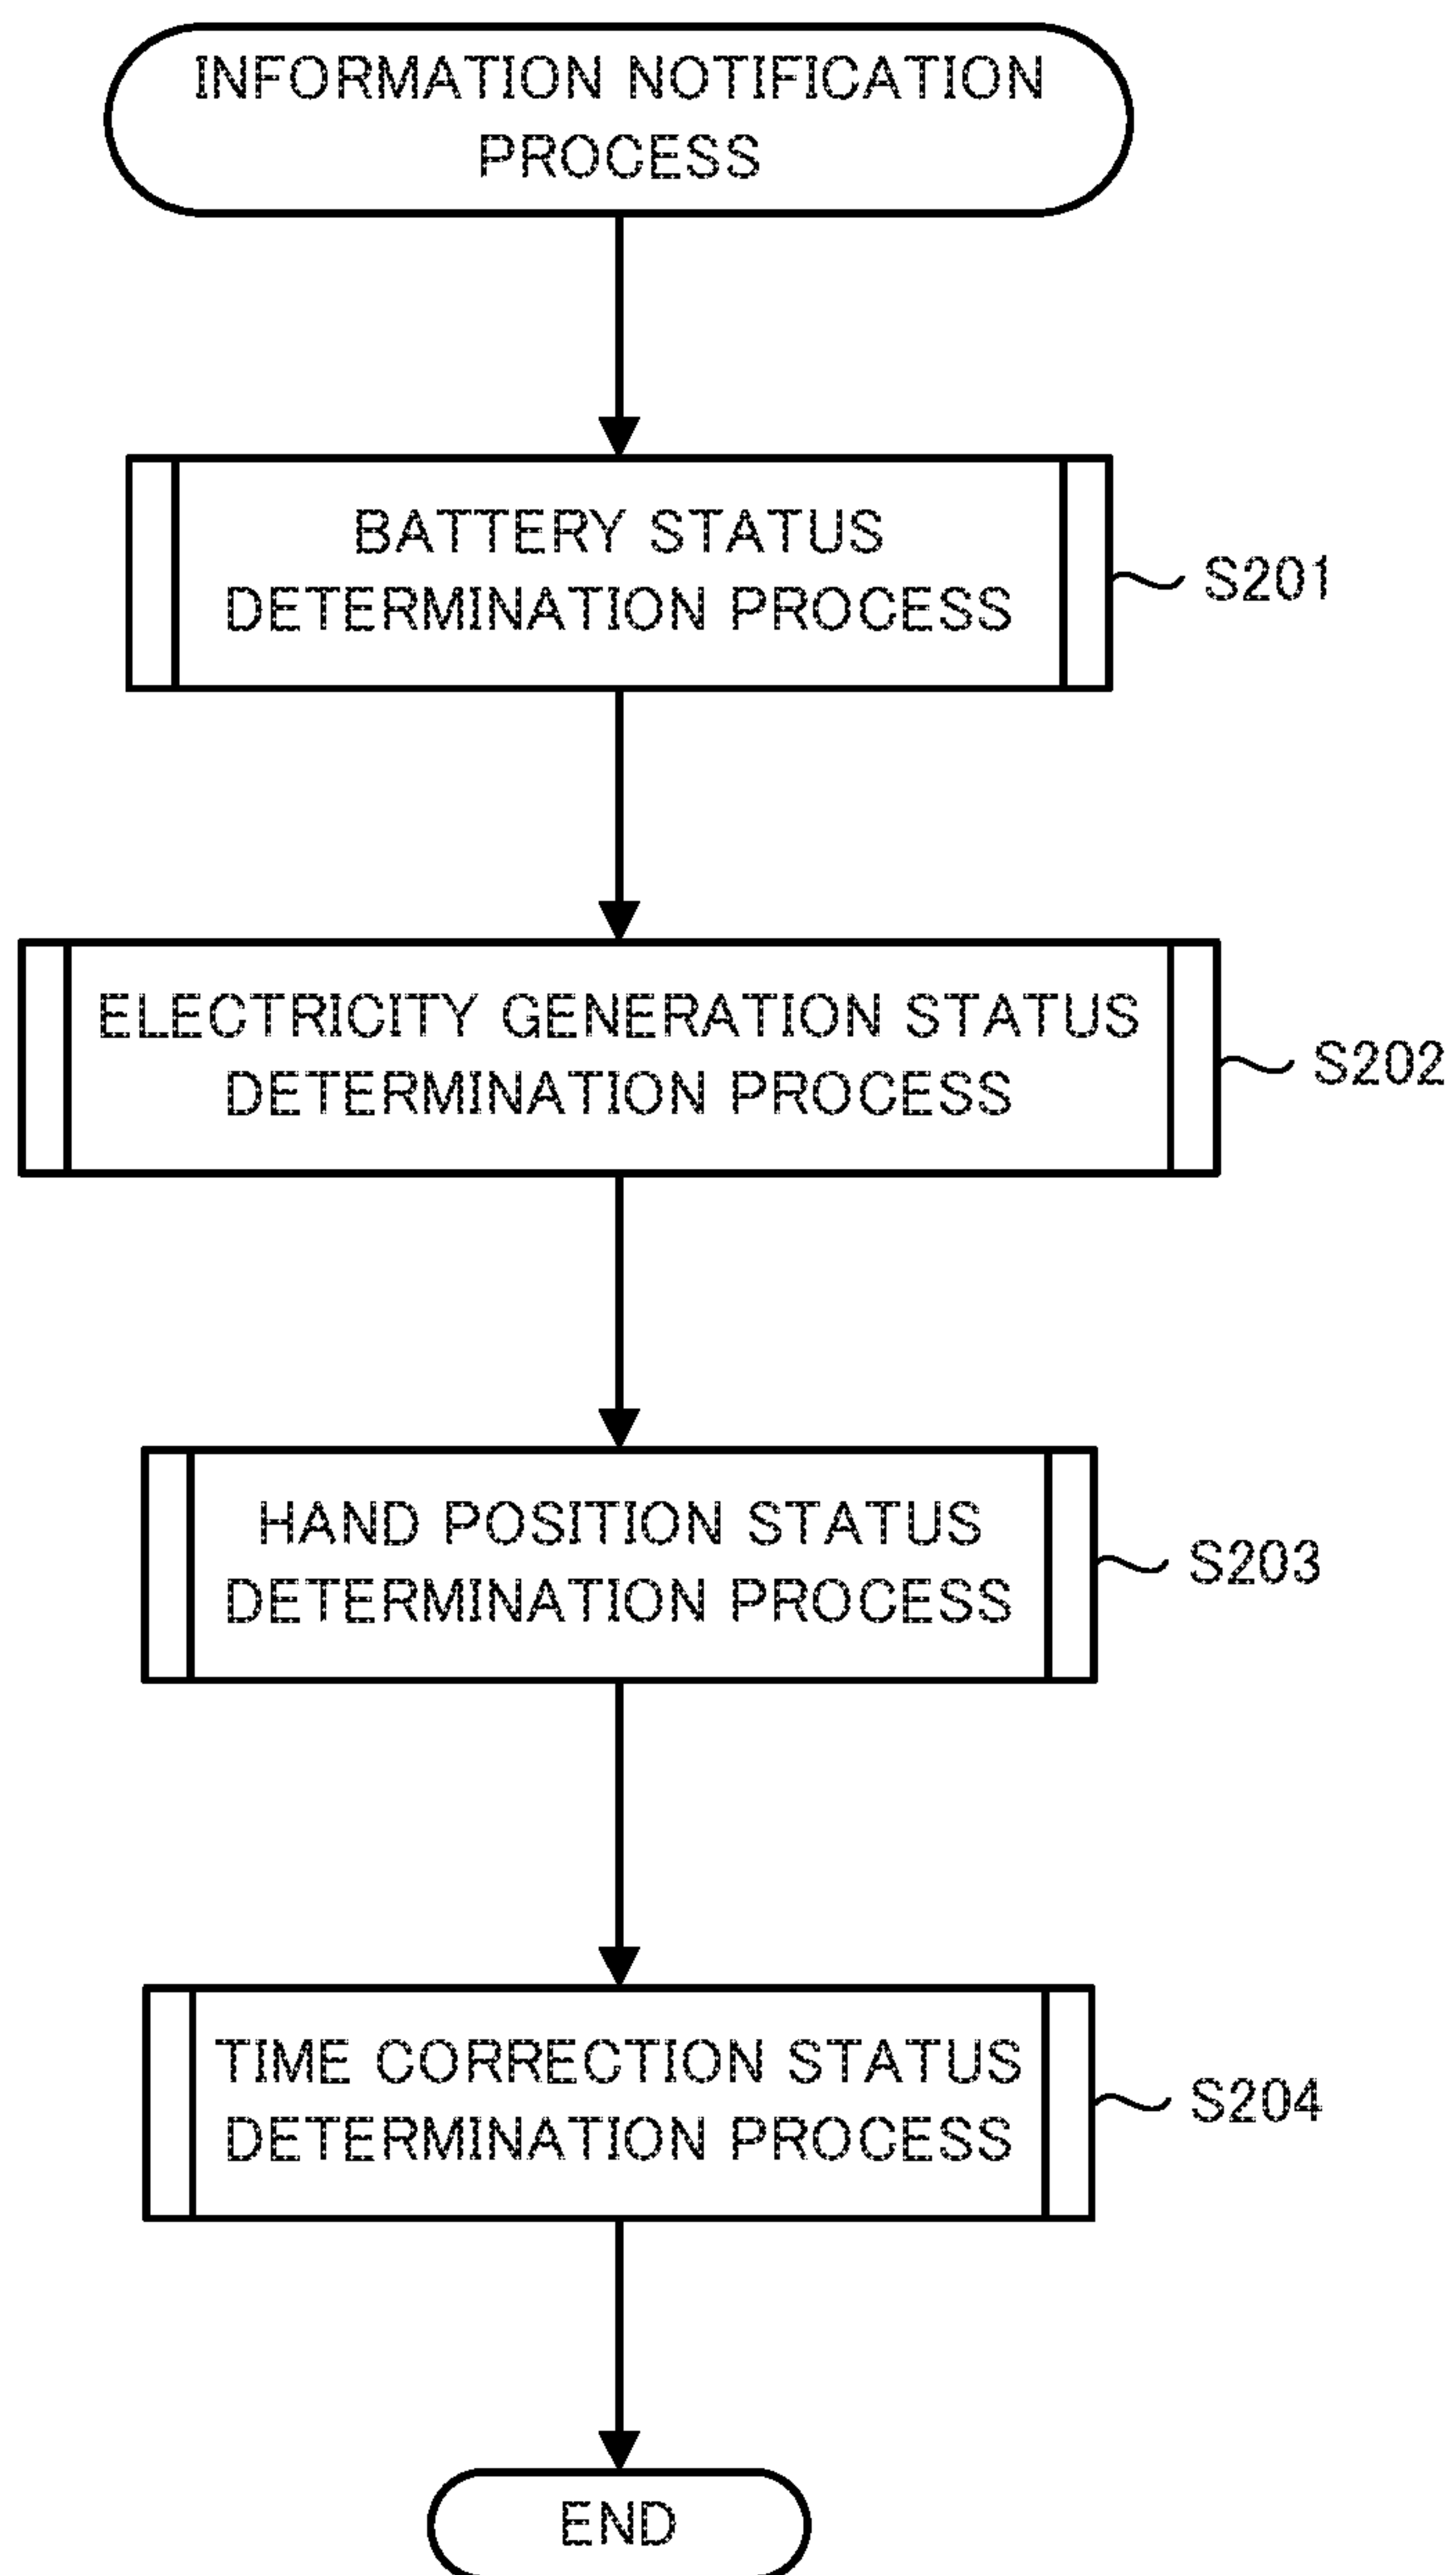 INFORMATION NOTIFICATION
PROCESS
BATTERY STATUS
DETERMINATION PROCESS
S201
ELECTRICITY GENERATION STATUS
DETERMINATION PROCESS
S202
HAND POSITION STATUS
DETERMINATION PROCESS
S203
TIME CORRECTION STATUS
DETERMINATION PROCESS
S204
END